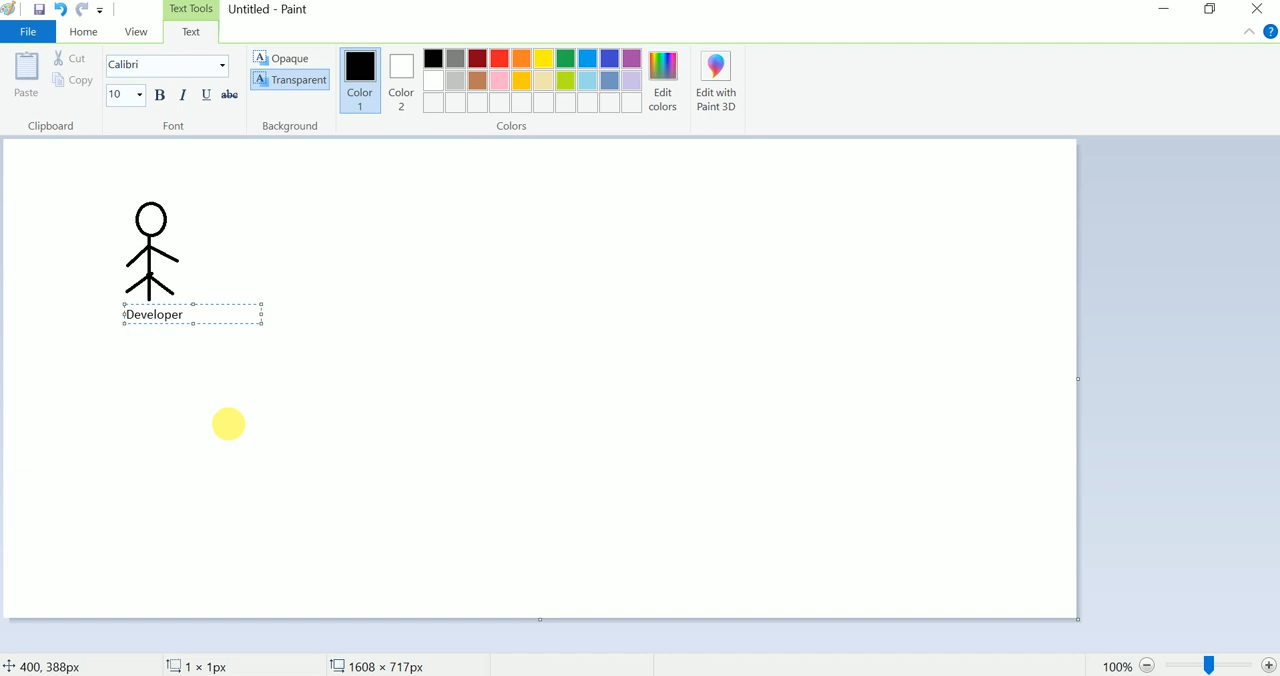 Text Tools
Untitled - Paint
File
Home
View
Text
?
Paste
Cut
Copy
Clipboard
Calibri
10
B I U abc
Font
A Opaque
A Transparent
Background
Color 1
Color 2
Edit colors
Colors
Edit with Paint 3D
Developer
400, 388px
1 × 1px
1608 × 717px
100%